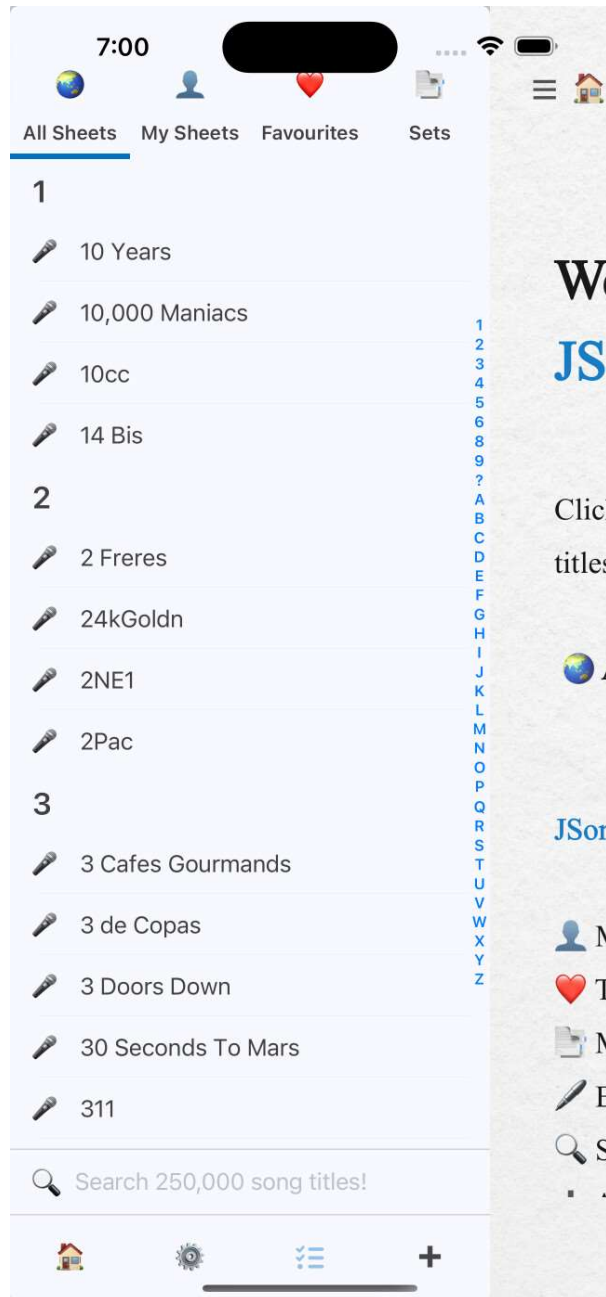 7:00
All Sheets My Sheets Favourites Sets
1
10 Years
10,000 Maniacs
10cc
14 Bis
2
2 Freres
24kGoldn
2NE1
2Pac
3
3 Cafes Gourmands
3 de Copas
3 Doors Down
30 Seconds To Mars
311
Search 250,000 song titles!
1
2
3
4
5
6
8
9
?
A
B
C
D
E
F
G
H
I
J
K
L
M
N
O
P
Q
R
S
T
U
V
W
X
Y
Z